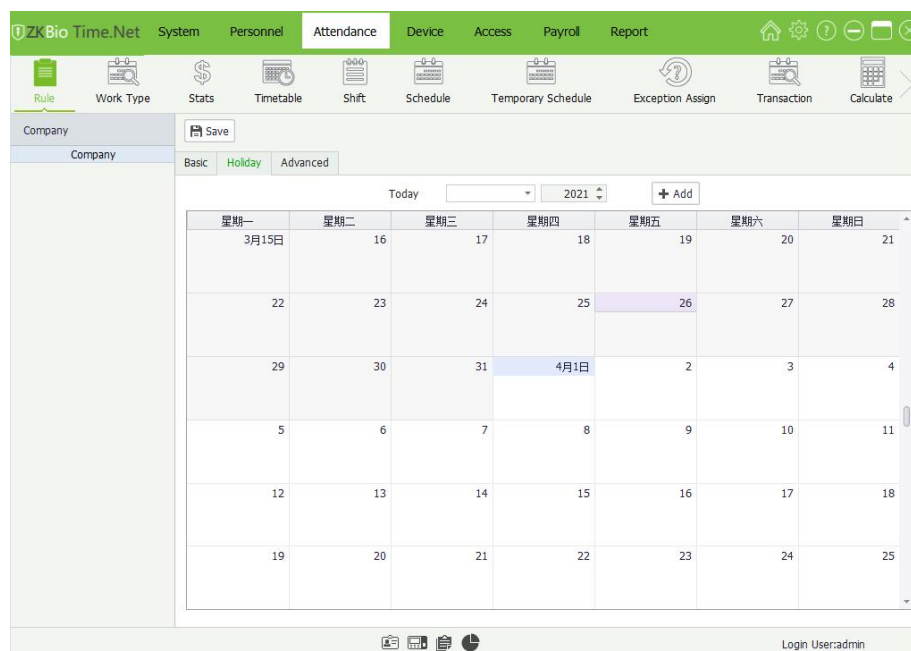 ZKBio Time.Net System Personnel Attendance Device Access Payroll Report
Rule Work Type Stats Timetable Shift Schedule Temporary Schedule Exception Assign Transaction Calculate
Company
Save
Company
Basic Holiday Advanced
Today 2021 Add
星期一 星期二 星期三 星期四 星期五 星期六 星期日
3月15日 16 17 18 19 20 21
22 23 24 25 26 27 28
29 30 31 4月1日 2 3 4
5 6 7 8 9 10 11
12 13 14 15 16 17 18
19 20 21 22 23 24 25
Login User:admin